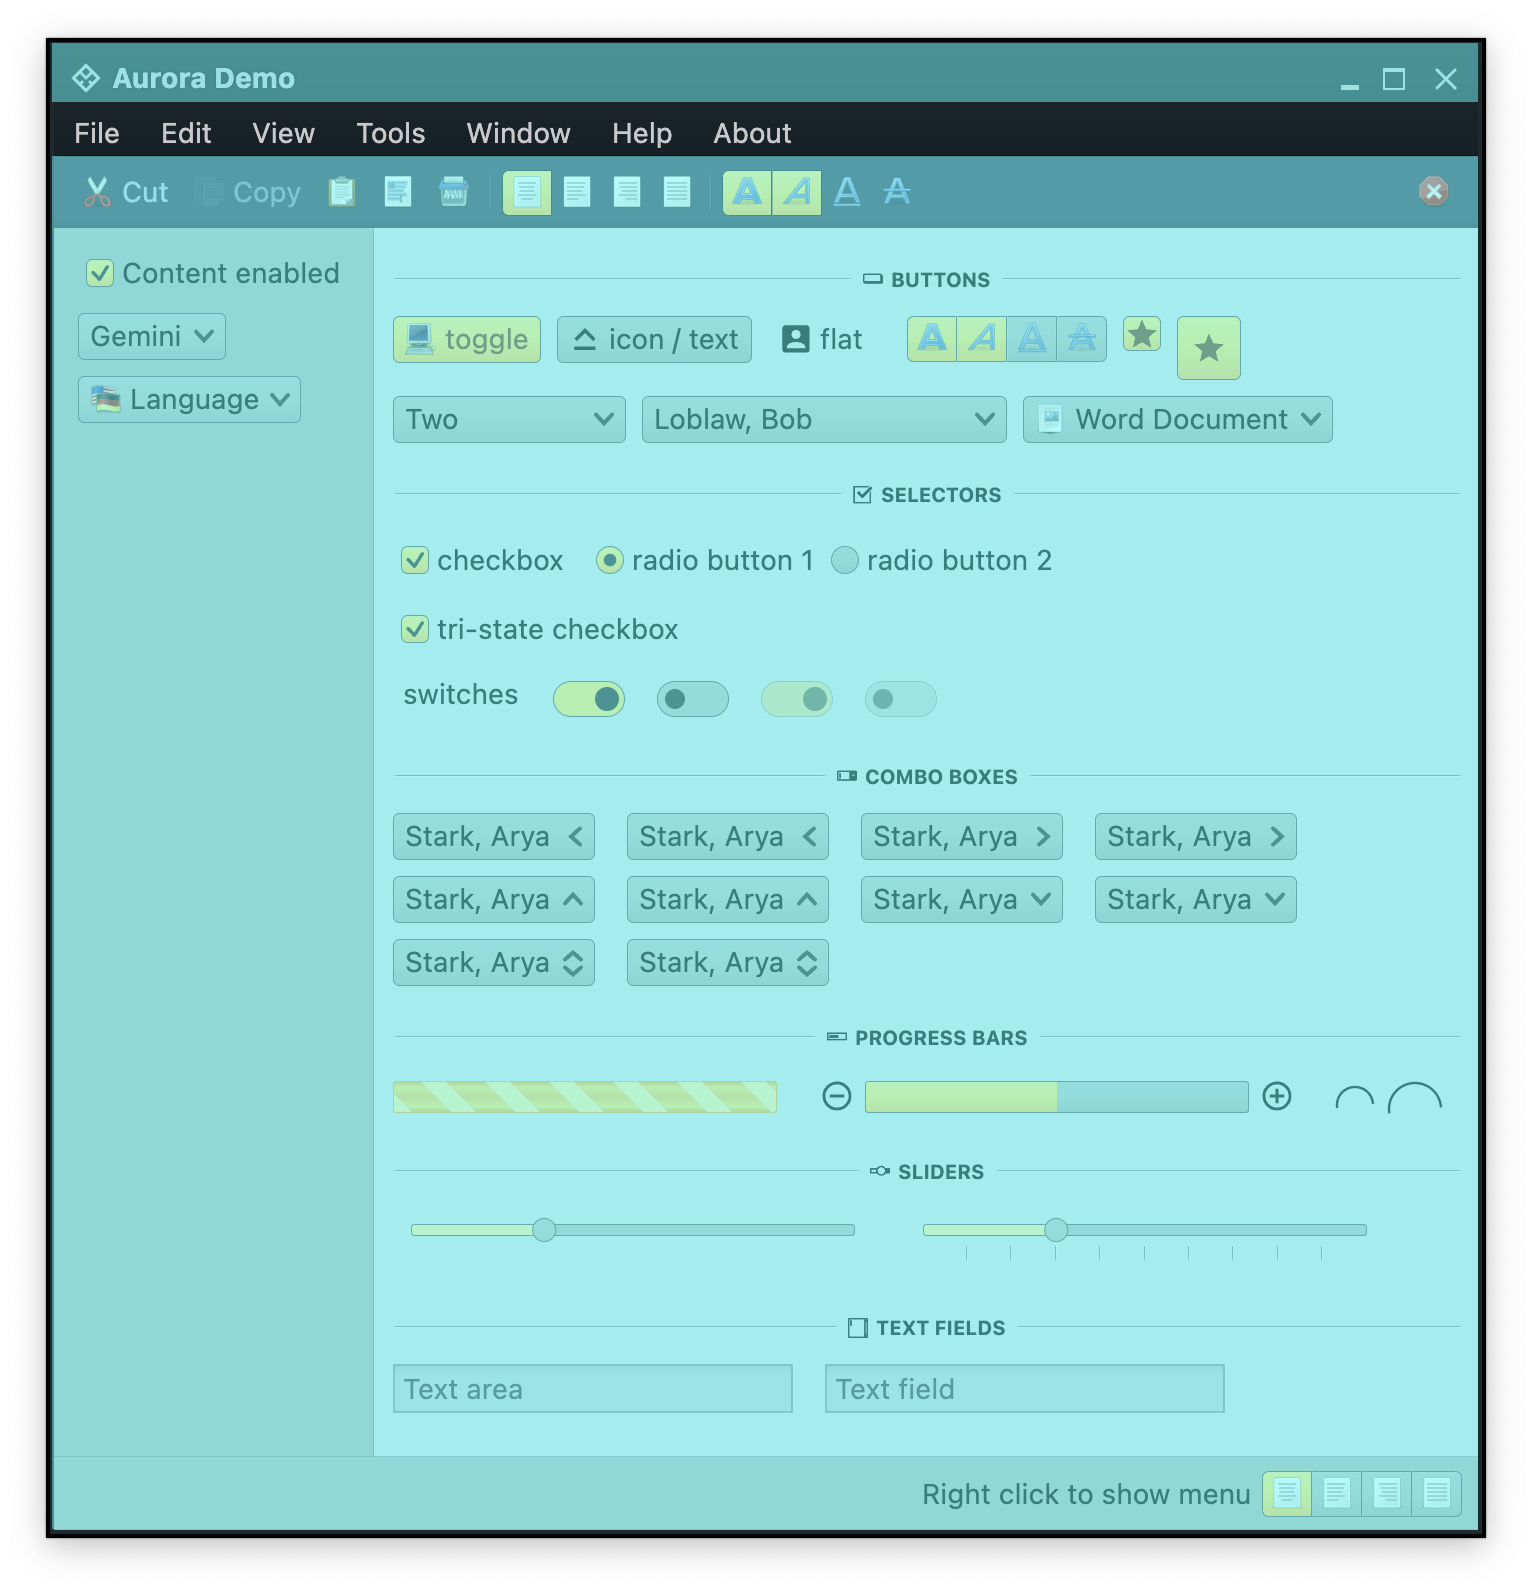 Aurora Demo
File Edit View Tools Window Help About
Cut Copy
Content enabled
Gemini
Language
BUTTONS
toggle icon / text flat
Two Loblaw, Bob Word Document
SELECTORS
checkbox radio button 1 radio button 2
tri-state checkbox
switches
COMBO BOXES
Stark, Arya Stark, Arya Stark, Arya Stark, Arya
Stark, Arya Stark, Arya Stark, Arya Stark, Arya
Stark, Arya Stark, Arya
PROGRESS BARS
SLIDERS
TEXT FIELDS
Text area Text field
Right click to show menu